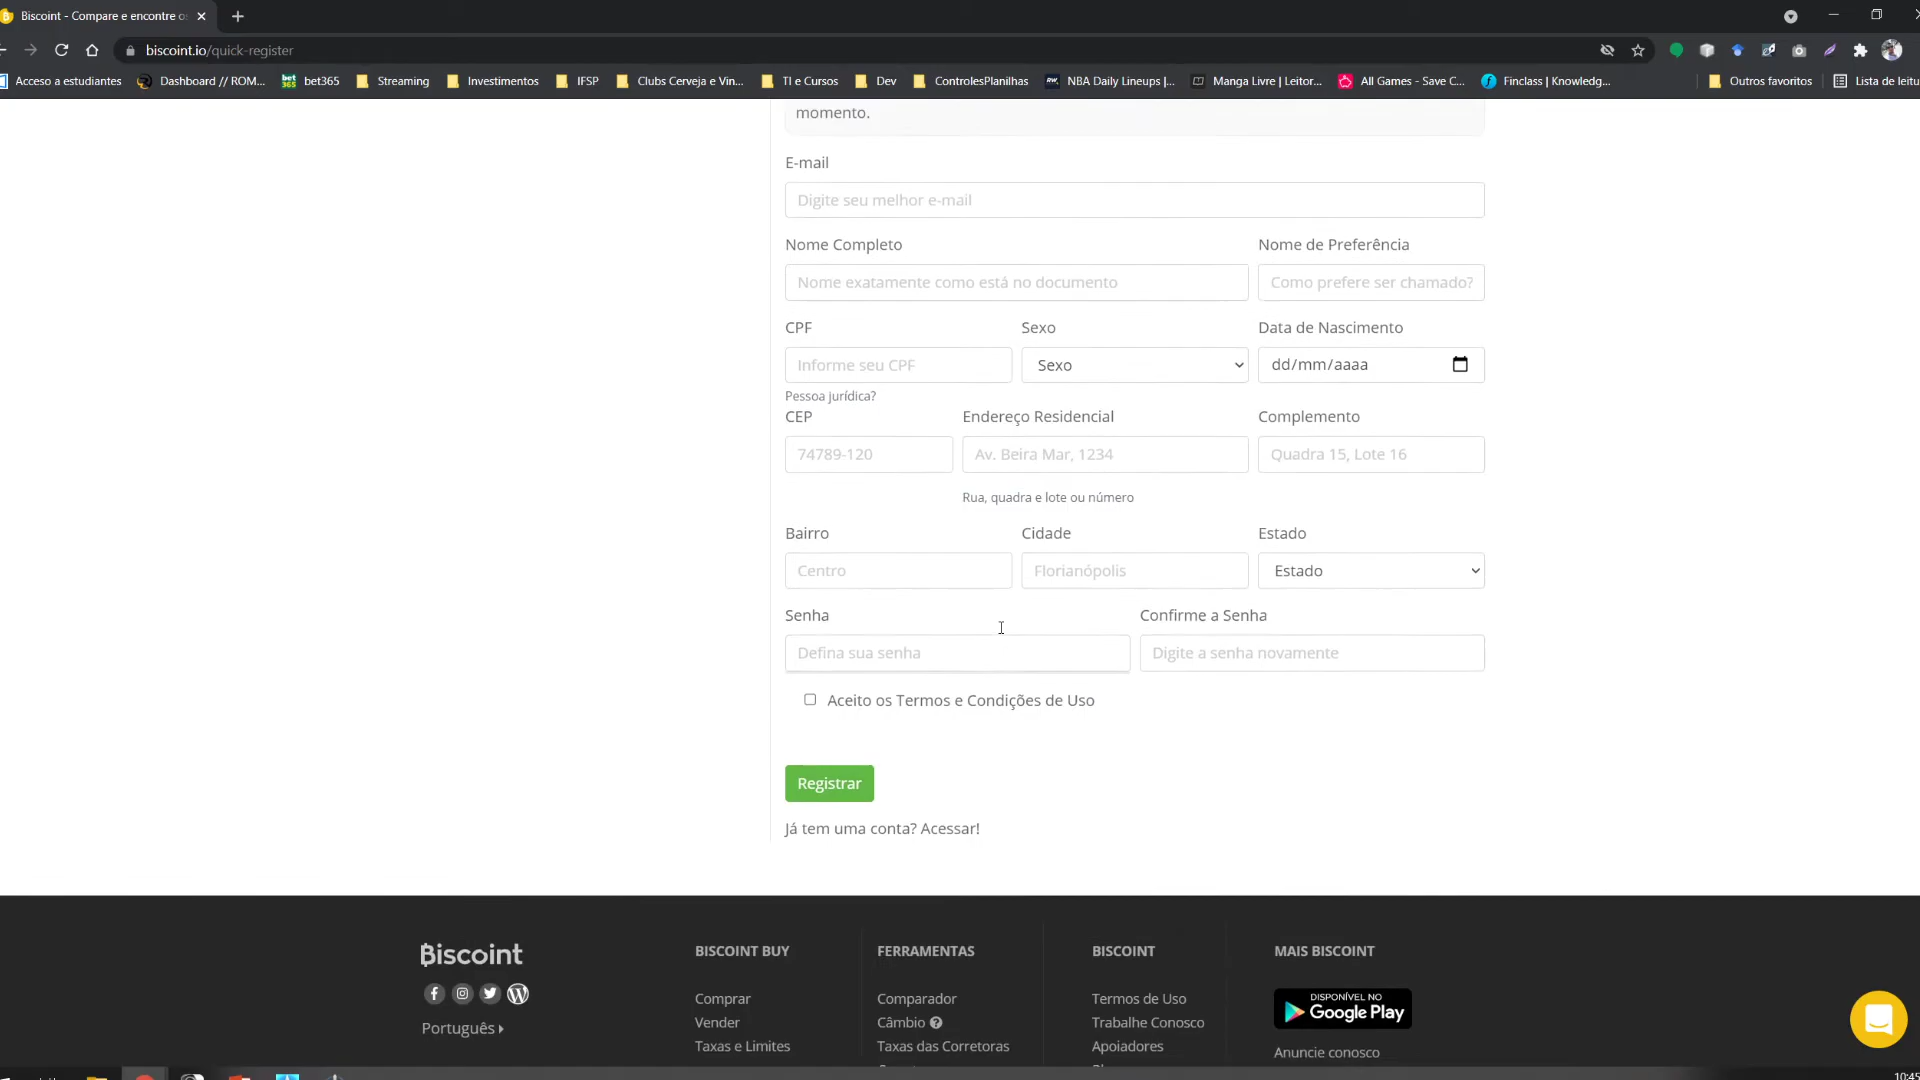 Biscoint - Compare e encontre o
biscoint.io/quick-register
Acceso a estudiantes
Dashboard // ROM...
bet365
bet365
Streaming
Investimentos
IFSP
Clubs Cerveja e Vin...
TI e Cursos
Dev
ControlesPlanilhas
NBA Daily Lineups |...
Manga Livre | Leitor...
All Games - Save C...
Finclass | Knowledg...
Outros favoritos
Lista de leitu
momento.
E-mail
Digite seu melhor e-mail
Nome Completo
Nome de Preferência
Nome exatamente como está no documento
Como prefere ser chamado?
CPF
Sexo
Data de Nascimento
Informe seu CPF
Sexo
dd/mm/aaaa
Pessoa jurídica?
CEP
Endereço Residencial
Complemento
74789-120
Av. Beira Mar, 1234
Quadra 15, Lote 16
Rua, quadra e lote ou número
Bairro
Cidade
Estado
Centro
Florianópolis
Estado
Senha
Confirme a Senha
Defina sua senha
Digite a senha novamente
Aceito os Termos e Condições de Uso
Registrar
Já tem uma conta? Acessar!
Biscoint
Português
BISCOINT BUY
Comprar
Vender
Taxas e Limites
FERRAMENTAS
Comparador
Câmbio
Taxas das Corretoras
BISCOINT
Termos de Uso
Trabalhe Conosco
Apoiadores
MAIS BISCOINT
DISPONÍVEL NO
Google Play
Anuncie conosco
10:45